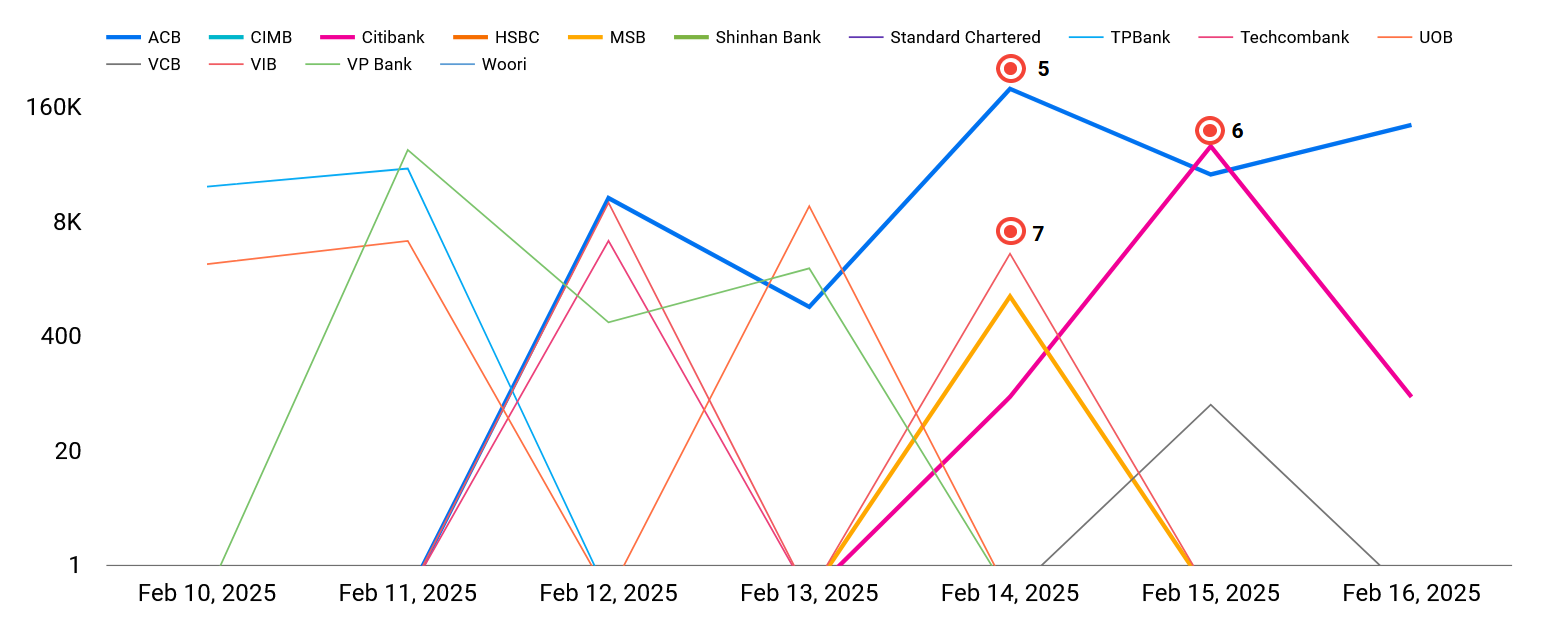 ACB CIMB Citibank HSBC MSB Shinhan Bank Standard Chartered TPBank Techcombank UOB
VCB VIB VP Bank Woori
5
160K
6
8K
7
400
20
1
Feb 10, 2025 Feb 11, 2025 Feb 12, 2025 Feb 13, 2025 Feb 14, 2025 Feb 15, 2025 Feb 16, 2025